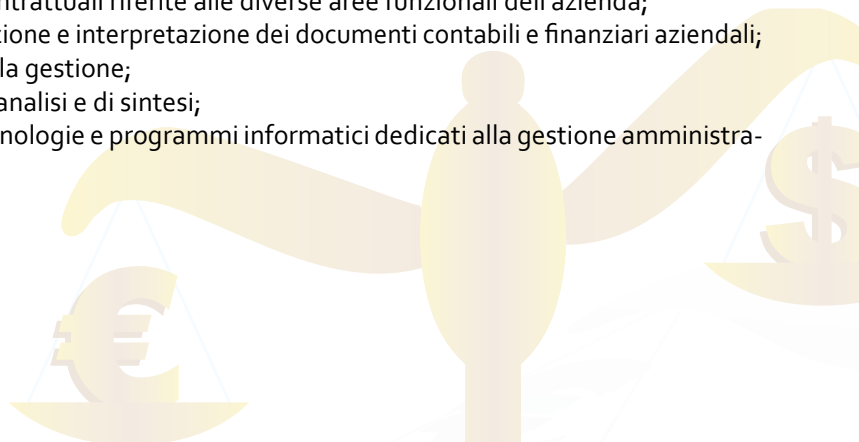 ntrattuali riferite alle diverse aree funzionali dell'azienda;
zione e interpretazione dei documenti contabili e finanziari aziendali;
la gestione;
analisi e di sintesi;
nologie e programmi informatici dedicati alla gestione amministra-
€
$